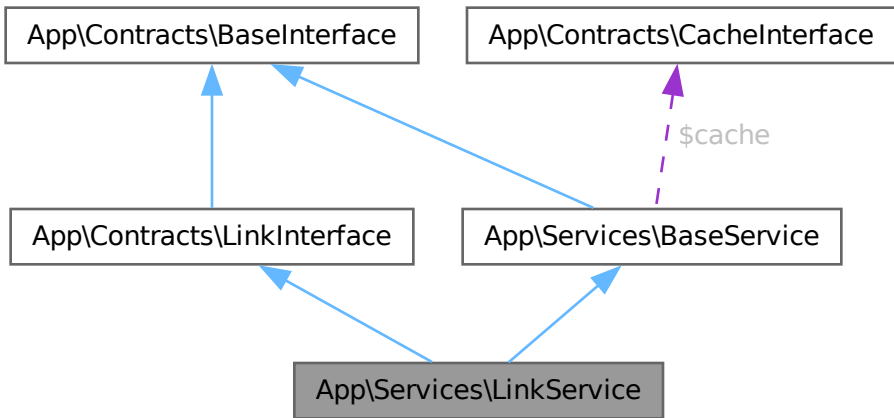 App\Contracts\BaseInterface
App\Contracts\CacheInterface
$cache
App\Contracts\LinkInterface
App\Services\BaseService
App\Services\LinkService